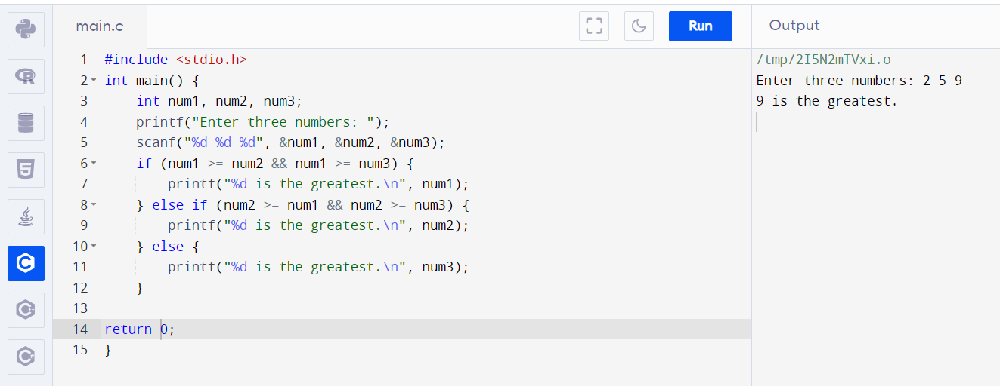 main.c
Run
Output
1 #include <stdio.h>
2 int main() {
3     int num1, num2, num3;
4     printf("Enter three numbers: ");
5     scanf("%d %d %d", &num1, &num2, &num3);
6     if (num1 >= num2 && num1 >= num3) {
7         printf("%d is the greatest.\n", num1);
8     } else if (num2 >= num1 && num2 >= num3) {
9         printf("%d is the greatest.\n", num2);
10     } else {
11         printf("%d is the greatest.\n", num3);
12     }
13
14 return 0;
15 }
/tmp/2I5N2mTVxi.o
Enter three numbers: 2 5 9
9 is the greatest.